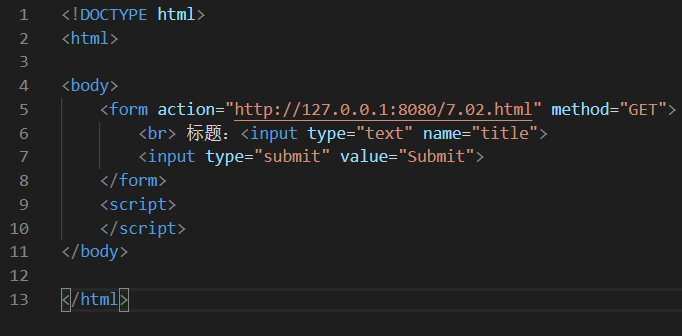 1 <!DOCTYPE html>
2 <html>
3
4 <body>
5 <form action="http://127.0.0.1:8080/7.02.html" method="GET">
6 <br> 标题：<input type="text" name="title">
7 <input type="submit" value="Submit">
8 </form>
9 <script>
10 </script>
11 </body>
12
13 </html>